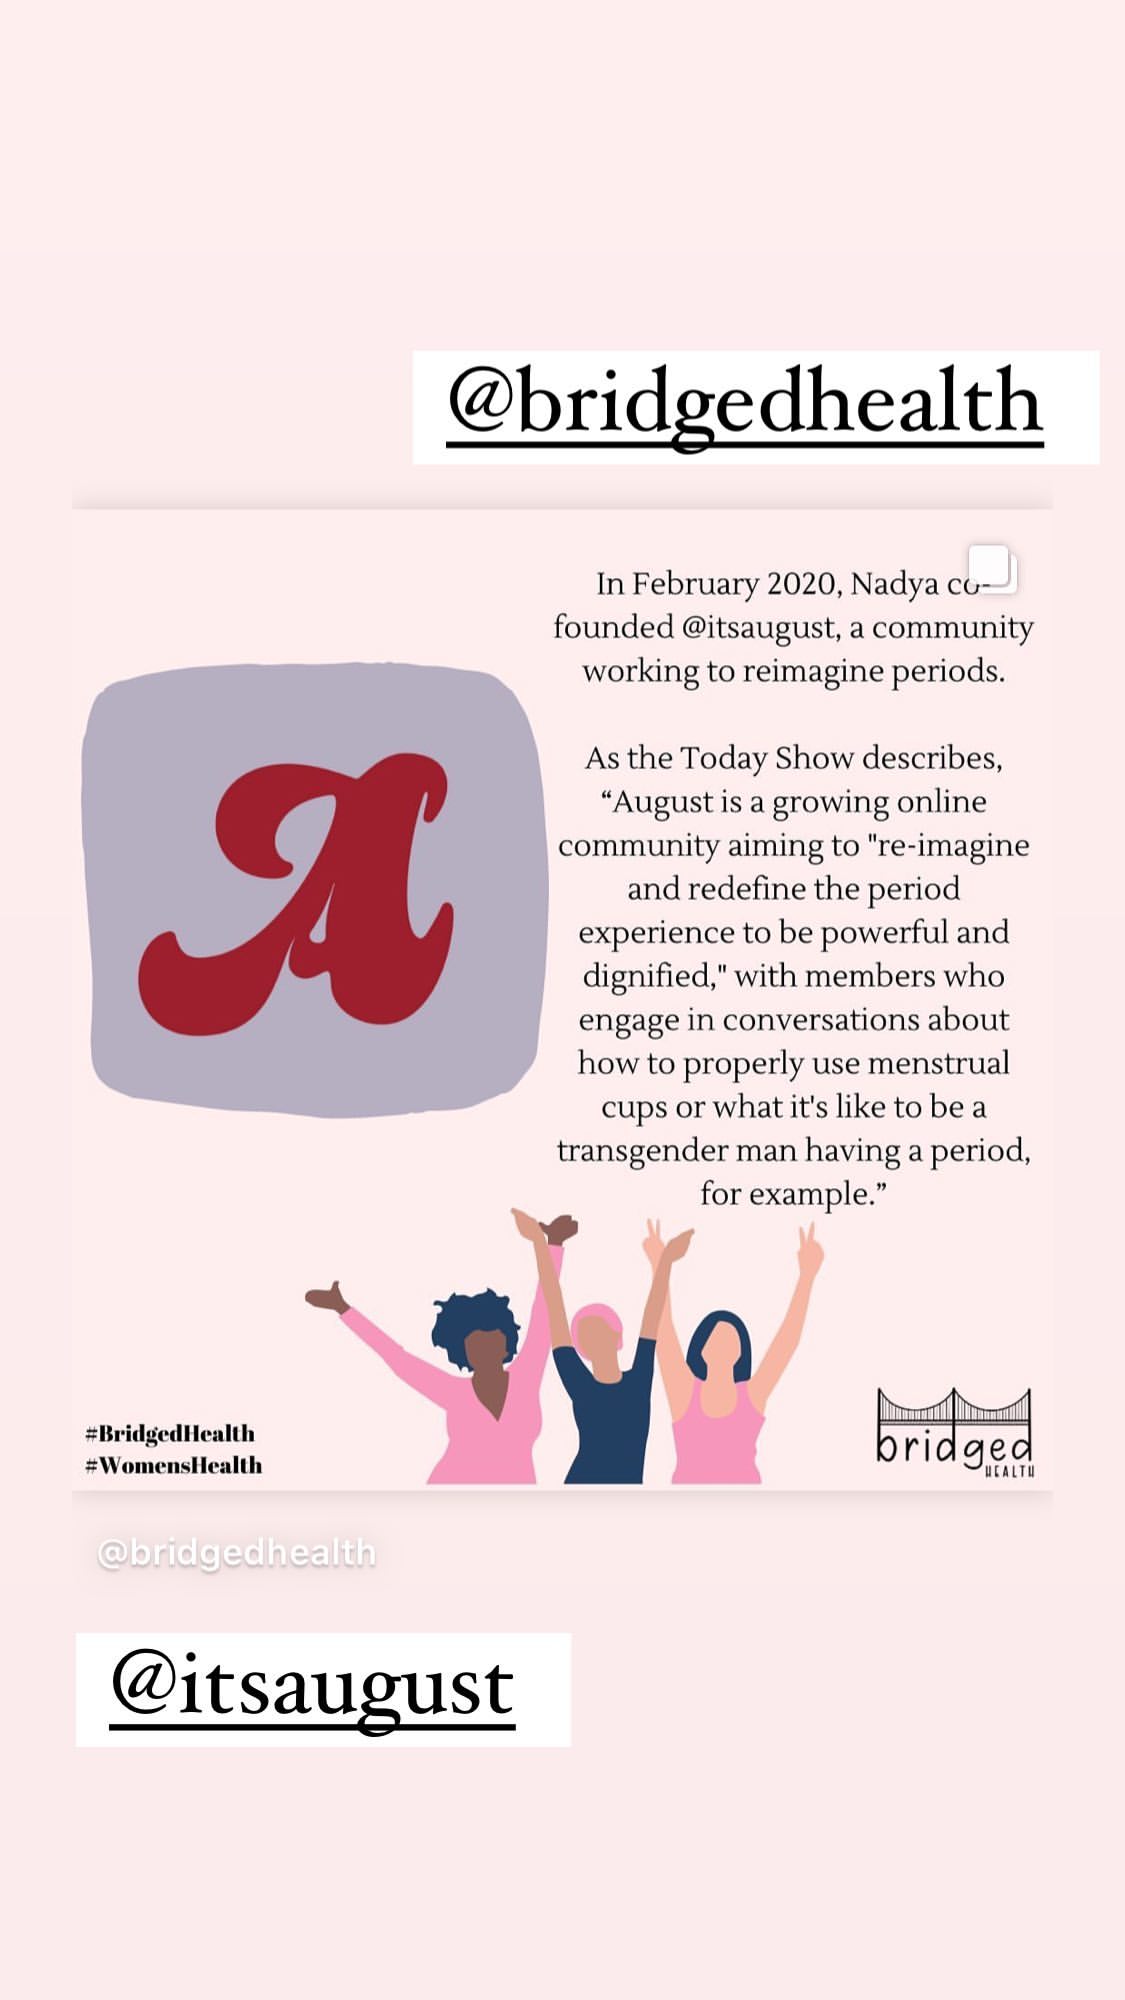 @bridgedhealth
In February 2020, Nadya co-
founded @itsaugust, a community
working to reimagine periods.
As the Today Show describes,
“August is a growing online
community aiming to "re-imagine
and redefine the period
experience to be powerful and
dignified," with members who
engage in conversations about
how to properly use menstrual
cups or what it's like to be a
transgender man having a period,
for example.”
A
#BridgedHealth
#WomensHealth
bridged
HEALTH
@bridgedhealth
@itsaugust